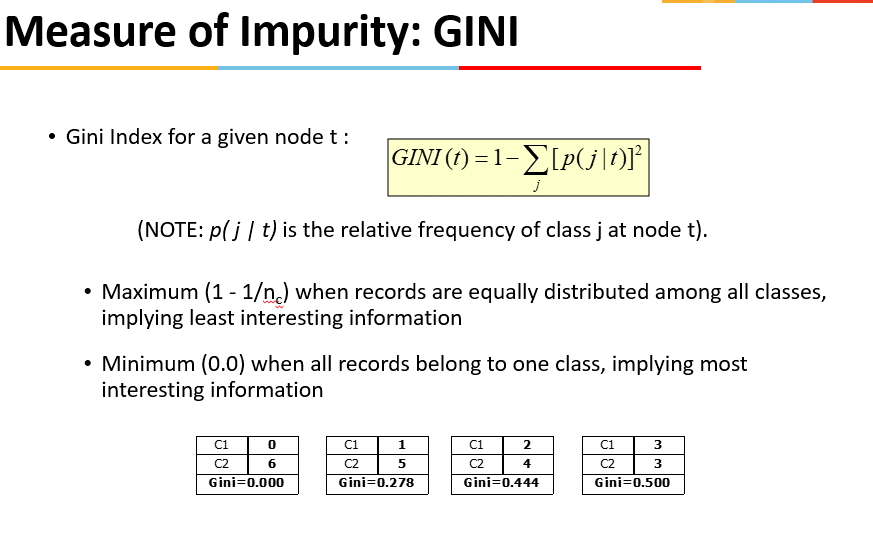 Measure of Impurity: GINI
• Gini Index for a given node t :
GINI(t) = 1 − ∑[p(j | t)]²
j
(NOTE: p( j | t) is the relative frequency of class j at node t).
• Maximum (1 - 1/nc) when records are equally distributed among all classes,
implying least interesting information
• Minimum (0.0) when all records belong to one class, implying most
interesting information
C1 0
C2 6
Gini=0.000
C1 1
C2 5
Gini=0.278
C1 2
C2 4
Gini=0.444
C1 3
C2 3
Gini=0.500